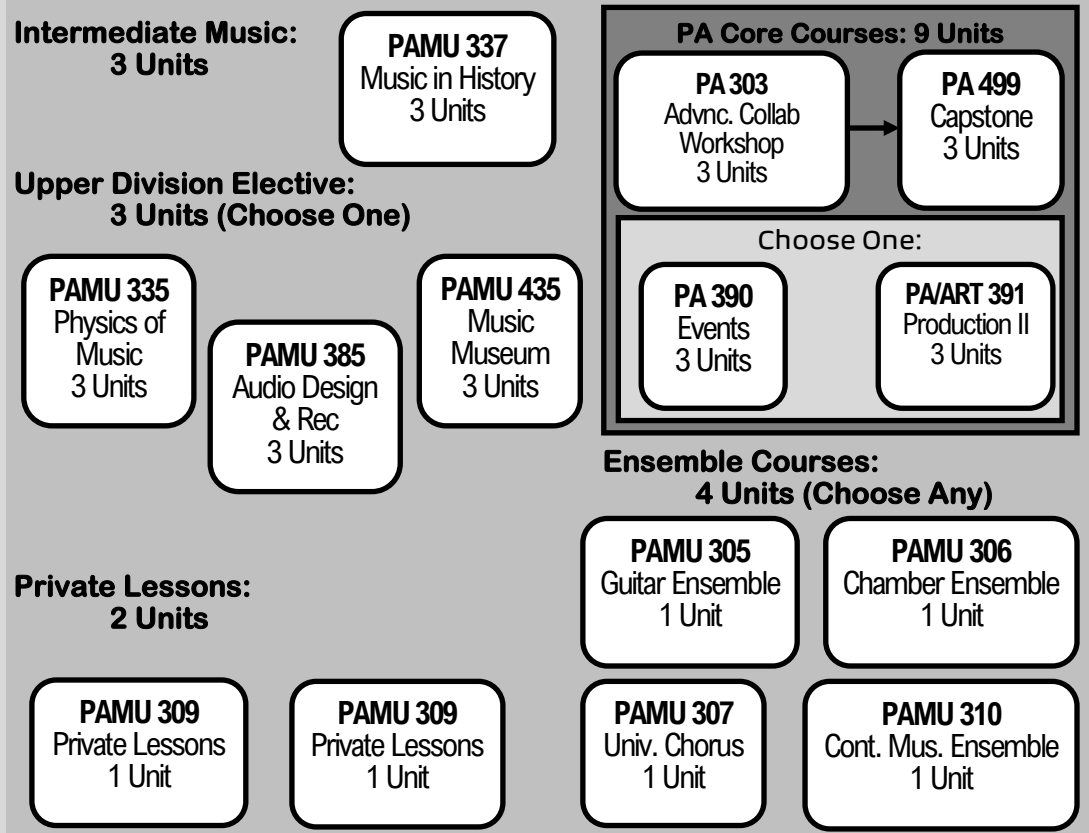 Intermediate Music:
3 Units
PAMU 337
Music in History
3 Units
Upper Division Elective:
3 Units (Choose One)
PAMU 335
Physics of
Music
3 Units
PAMU 385
Audio Design
& Rec
3 Units
PAMU 435
Music
Museum
3 Units
PA Core Courses: 9 Units
PA 303
Advnc. Collab
Workshop
3 Units
PA 499
Capstone
3 Units
Choose One:
PA 390
Events
3 Units
PA/ART 391
Production II
3 Units
Ensemble Courses:
4 Units (Choose Any)
PAMU 305
Guitar Ensemble
1 Unit
PAMU 306
Chamber Ensemble
1 Unit
PAMU 307
Univ. Chorus
1 Unit
PAMU 310
Cont. Mus. Ensemble
1 Unit
Private Lessons:
2 Units
PAMU 309
Private Lessons
1 Unit
PAMU 309
Private Lessons
1 Unit